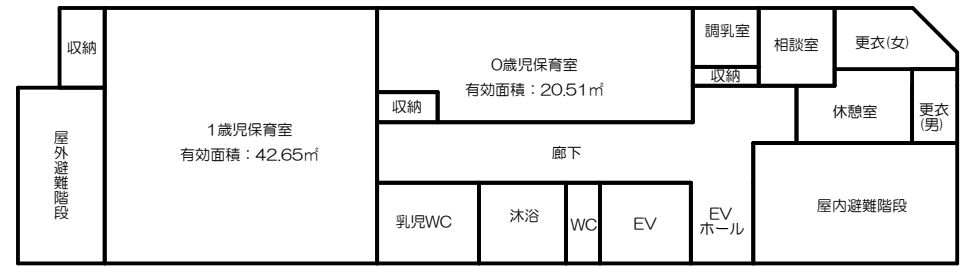 収納
屋外避難階段
1歳児保育室
有効面積：42.65㎡
0歳児保育室
有効面積：20.51㎡
収納
調乳室
収納
相談室
更衣(女)
休憩室
更衣
(男)
廊下
乳児WC
沐浴
WC
EV
EV
ホール
屋内避難階段